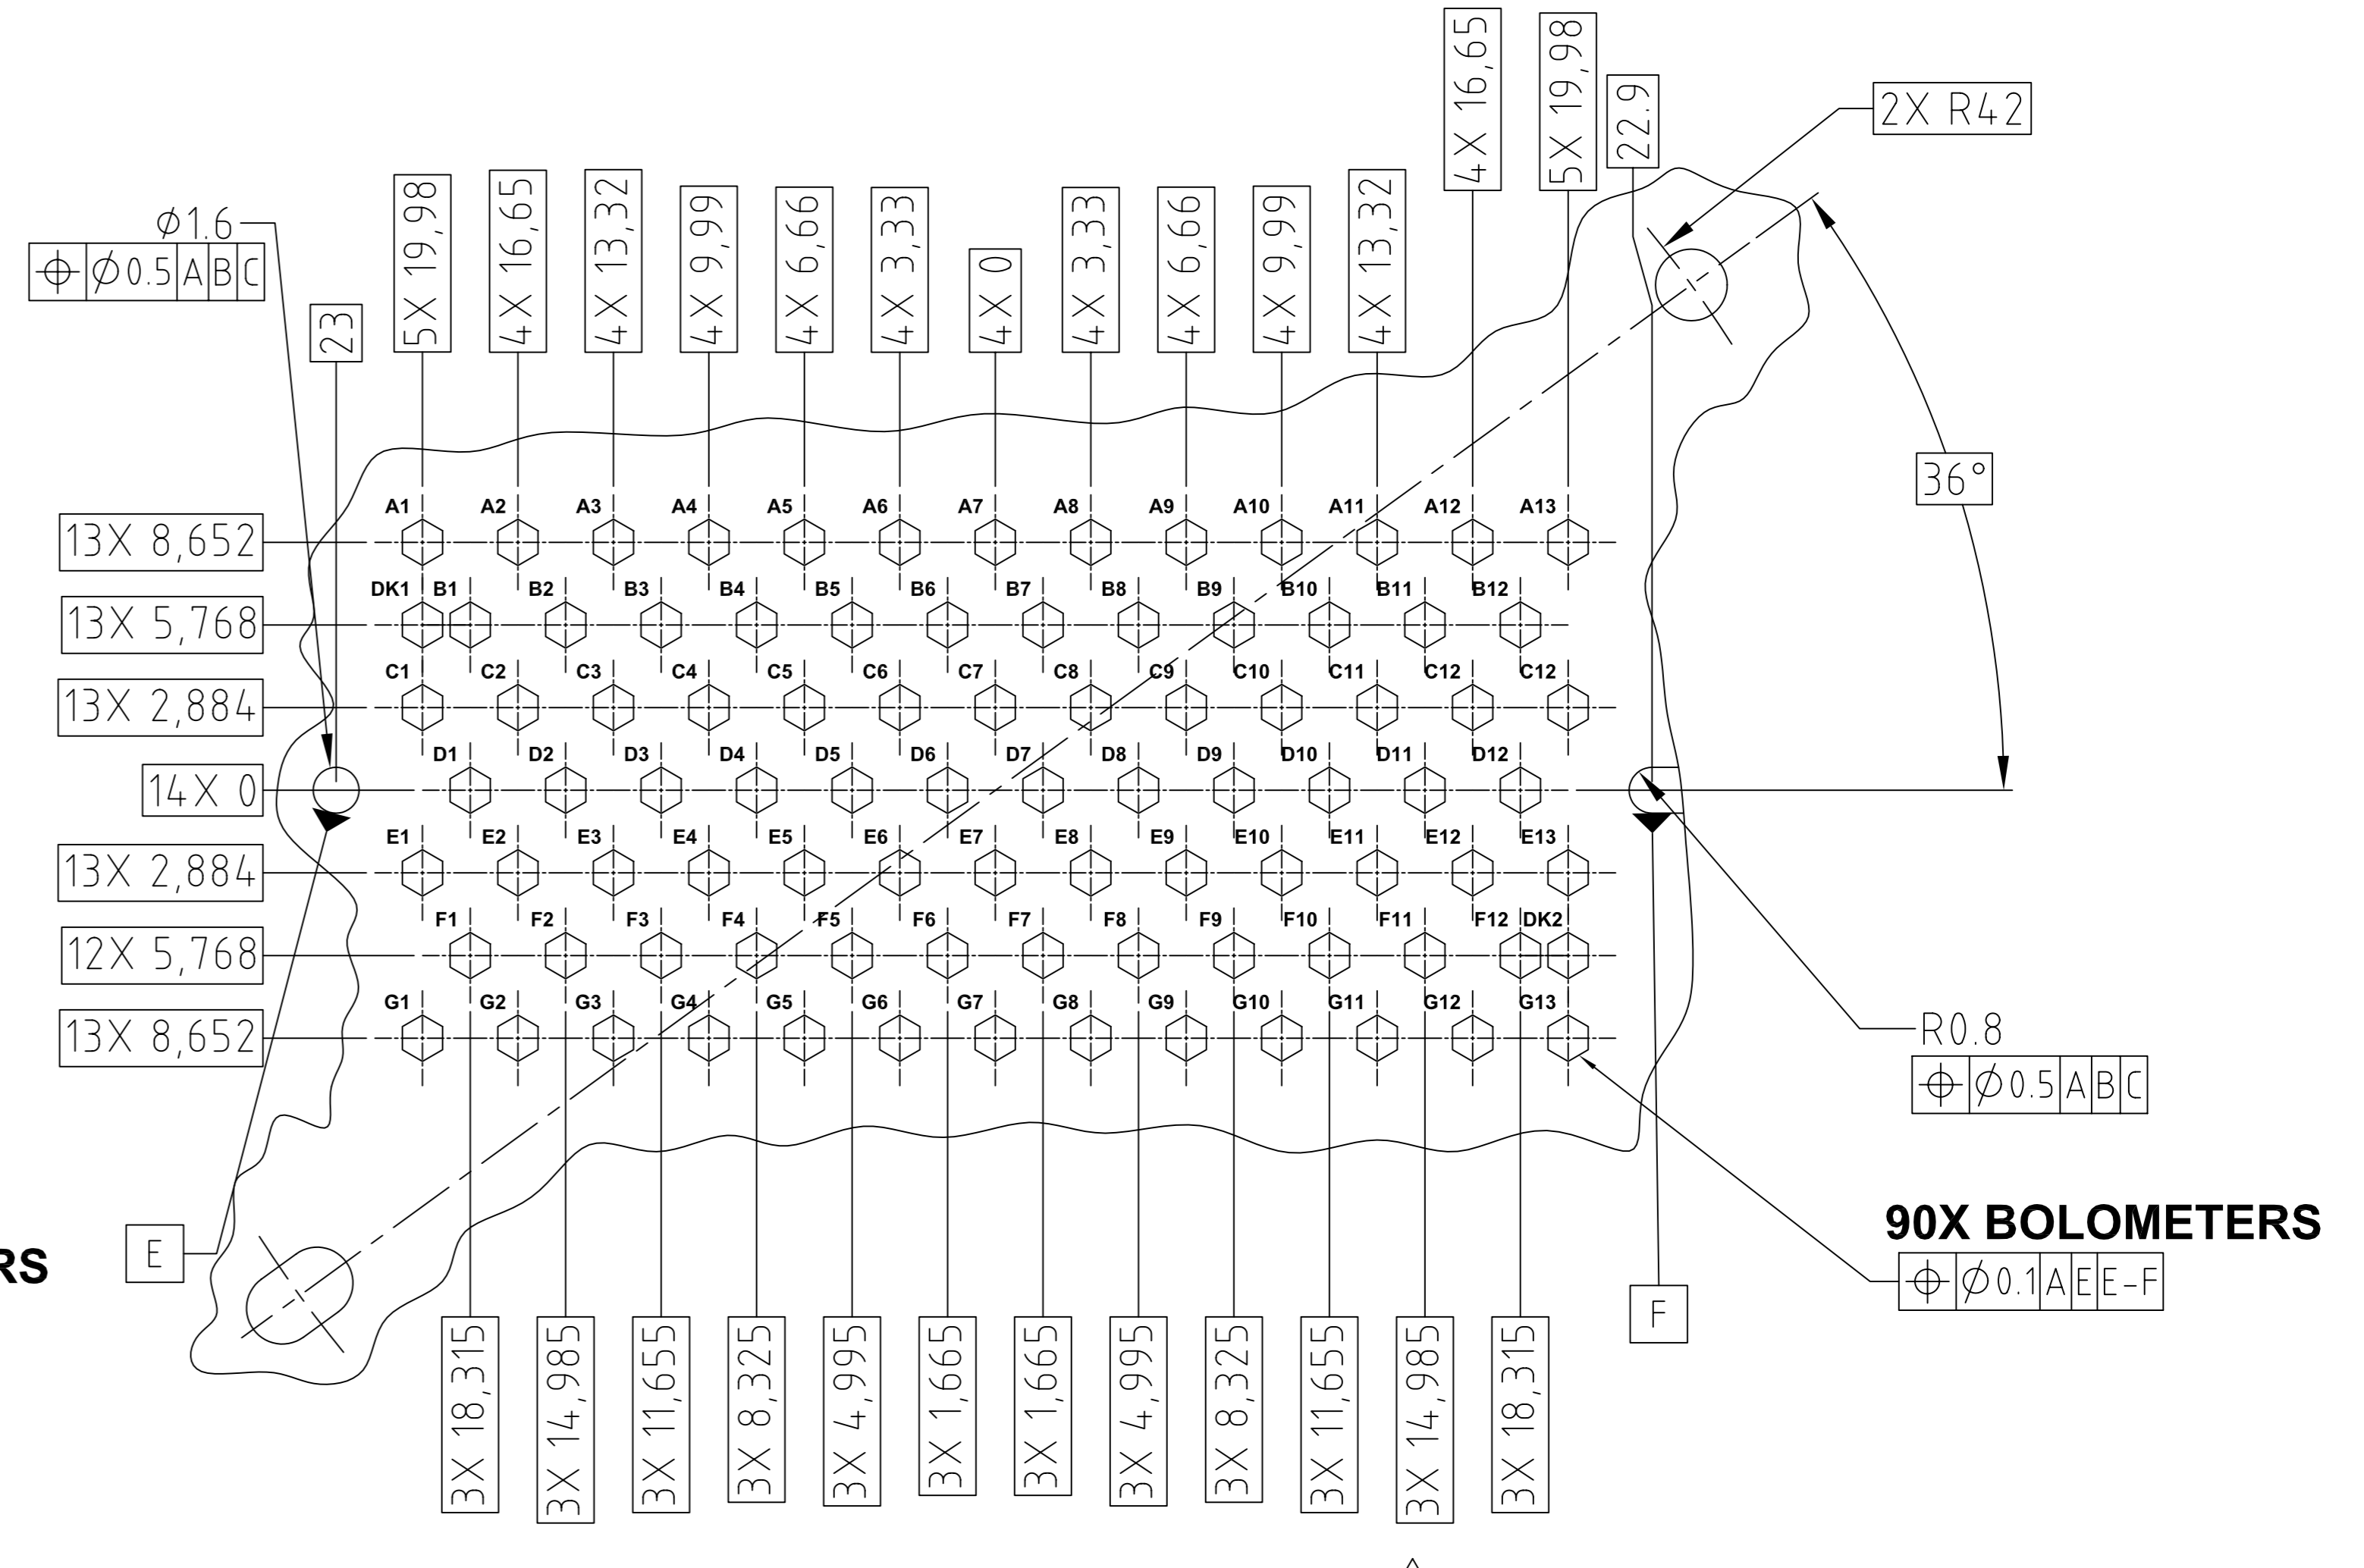 4X 16,65
5X 19,98
22.9
2X R42
5X 19,98
4X 16,65
4X 13,32
4X 9,99
4X 6,66
4X 3,33
4X 0
4X 3,33
4X 6,66
4X 9,99
4X 13,32
⌀1.6
⌖ ⌀0.5 A B C
23
36°
A1 A2 A3 A4 A5 A6 A7 A8 A9 A10 A11 A12 A13
13X 8,652
DK1 B1 B2 B3 B4 B5 B6 B7 B8 B9 B10 B11 B12
13X 5,768
C1 C2 C3 C4 C5 C6 C7 C8 C9 C10 C11 C12 C12
13X 2,884
D1 D2 D3 D4 D5 D6 D7 D8 D9 D10 D11 D12
14X 0
E1 E2 E3 E4 E5 E6 E7 E8 E9 E10 E11 E12 E13
13X 2,884
F1 F2 F3 F4 F5 F6 F7 F8 F9 F10 F11 F12 DK2
12X 5,768
G1 G2 G3 G4 G5 G6 G7 G8 G9 G10 G11 G12 G13
13X 8,652
R0.8
⌖ ⌀0.5 A B C
90X BOLOMETERS
⌖ ⌀0.1 A E E-F
RS
E
F
3X 18,315
3X 14,985
3X 11,655
3X 8,325
3X 4,995
3X 1,665
3X 1,665
3X 4,995
3X 8,325
3X 11,655
3X 14,985
3X 18,315